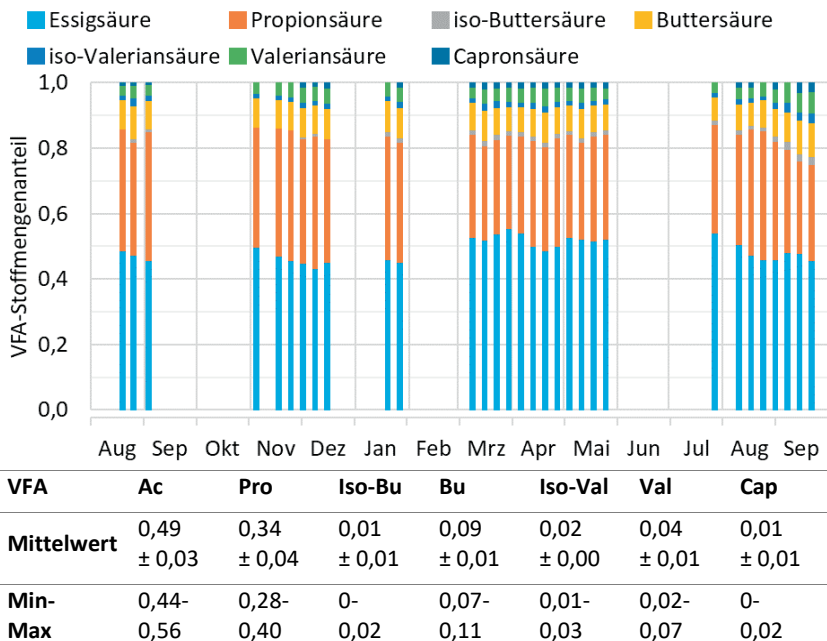 Essigsäure Propionsäure iso-Buttersäure Buttersäure
iso-Valeriansäure Valeriansäure Capronsäure
VFA-Stoffmengenanteil
1,0
0,8
0,6
0,4
0,2
0,0
Aug Sep Okt Nov Dez Jan Feb Mrz Apr Mai Jun Jul Aug Sep
VFA Ac Pro Iso-Bu Bu Iso-Val Val Cap
Mittelwert 0,49 0,34 0,01 0,09 0,02 0,04 0,01
± 0,03 ± 0,04 ± 0,01 ± 0,01 ± 0,00 ± 0,01 ± 0,01
Min- 0,44- 0,28- 0- 0,07- 0,01- 0,02- 0-
Max 0,56 0,40 0,02 0,11 0,03 0,07 0,02